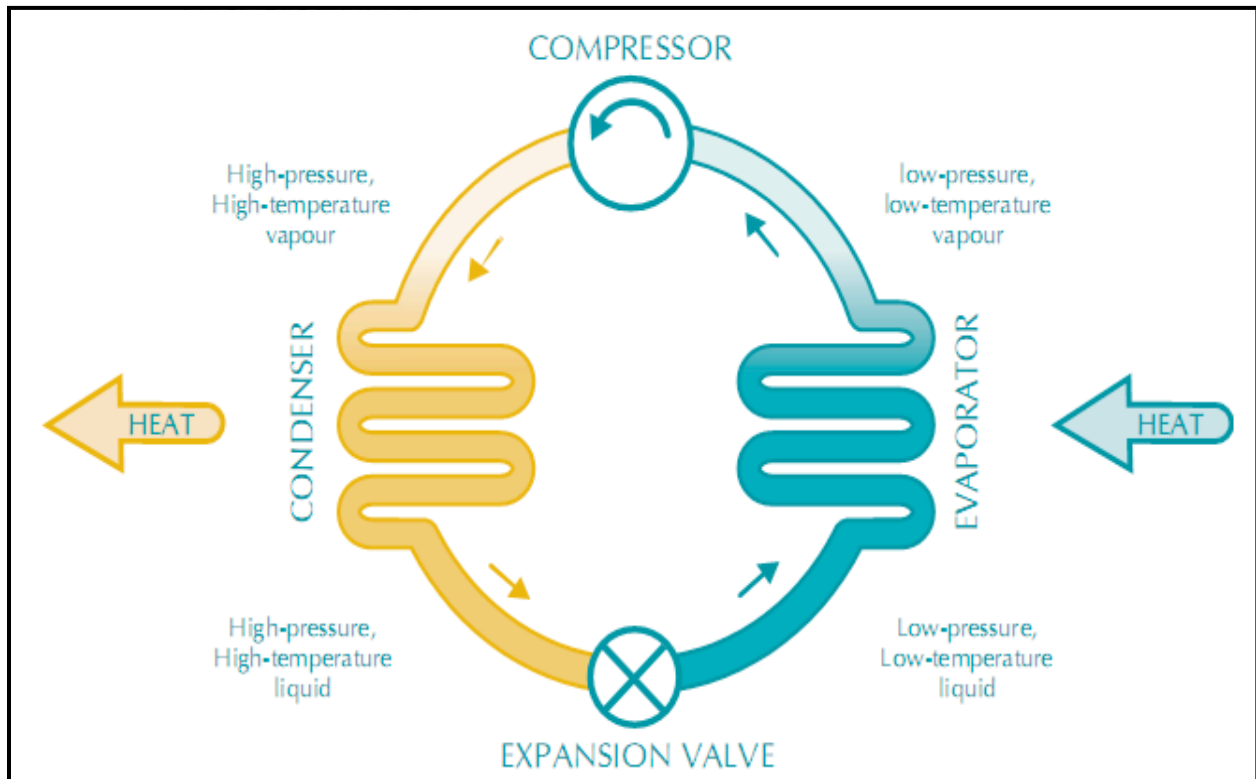 COMPRESSOR
High-pressure,
High-temperature
vapour
low-pressure,
low-temperature
vapour
CONDENSER
EVAPORATOR
HEAT
HEAT
High-pressure,
High-temperature
liquid
Low-pressure,
Low-temperature
liquid
EXPANSION VALVE